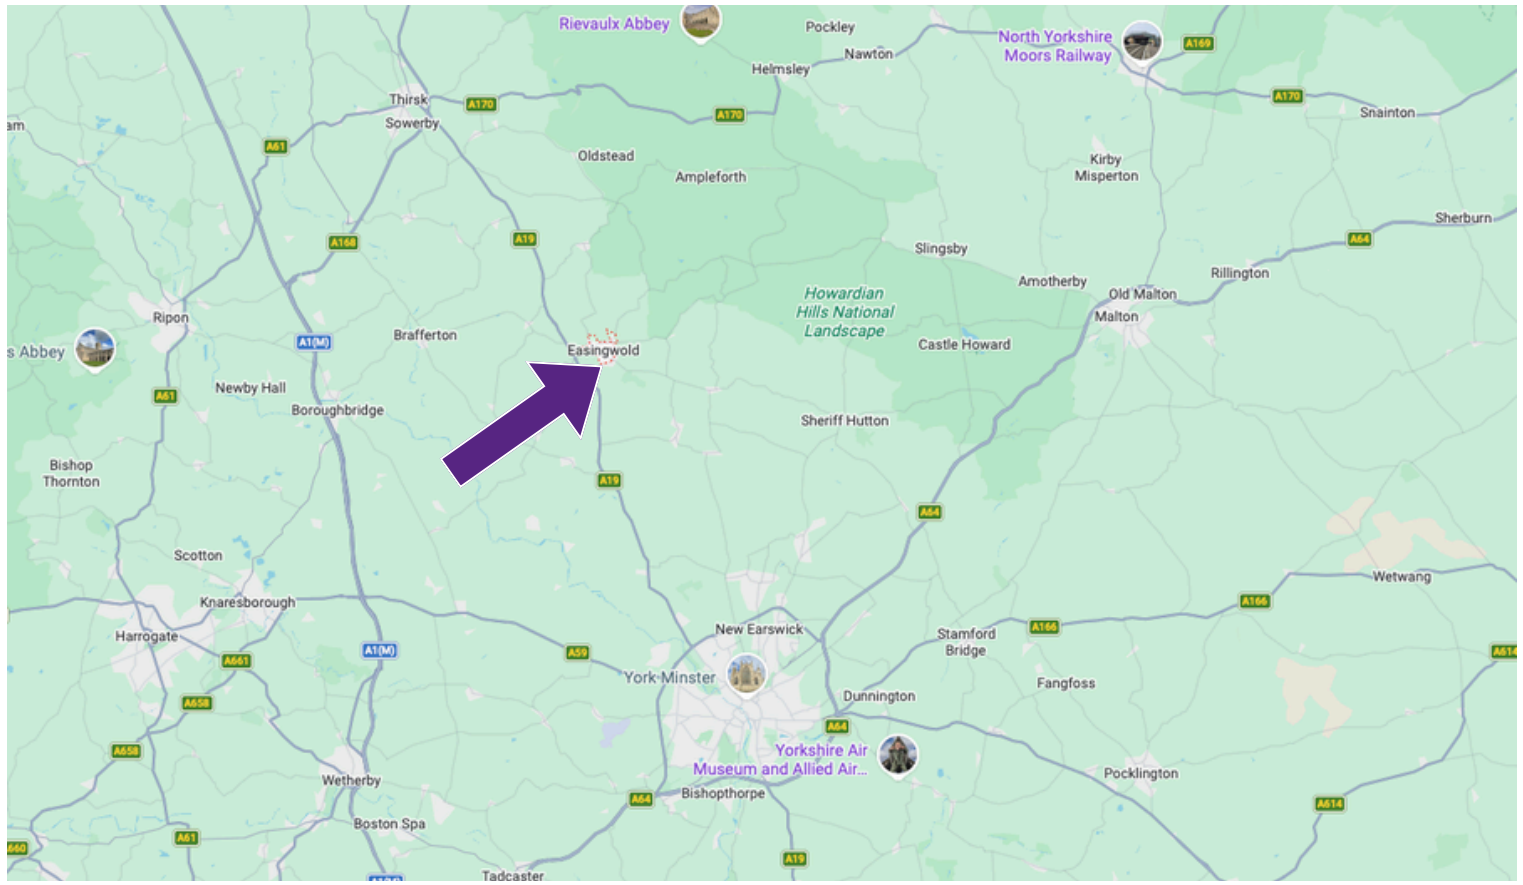 Rievaulx Abbey
Pockley
Nawton
Helmsley
North Yorkshire
Moors Railway
A169
Thirsk
A170
A170
A170
Snainton
Sowerby
am
A61
Oldstead
Ampleforth
Kirby
Misperton
Sherburn
A168
A19
Slingsby
A64
Rillington
Amotherby
Old Malton
Malton
Howardian
Hills National
Landscape
Ripon
A1(M)
Brafferton
Easingwold
Castle Howard
s Abbey
Newby Hall
A61
Boroughbridge
Sheriff Hutton
Bishop
Thornton
A19
A64
Scotton
Wetwang
Knaresborough
A166
Harrogate
New Earswick
A166
Stamford
Bridge
A1(M)
A59
A614
A661
York Minster
Fangfoss
Dunnington
A658
A64
A658
Yorkshire Air
Museum and Allied Air...
Pocklington
Wetherby
Bishopthorpe
A64
A614
Boston Spa
A61
660
A19
Tadcaster
A1(M)